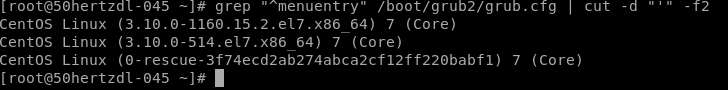 [root@50hertzdl-045 ~]# grep "^menuentry" /boot/grub2/grub.cfg | cut -d "'" -f2
CentOS Linux (3.10.0-1160.15.2.el7.x86_64) 7 (Core)
CentOS Linux (3.10.0-514.el7.x86_64) 7 (Core)
CentOS Linux (0-rescue-3f74ecd2ab274abca2cf12ff220babf1) 7 (Core)
[root@50hertzdl-045 ~]#